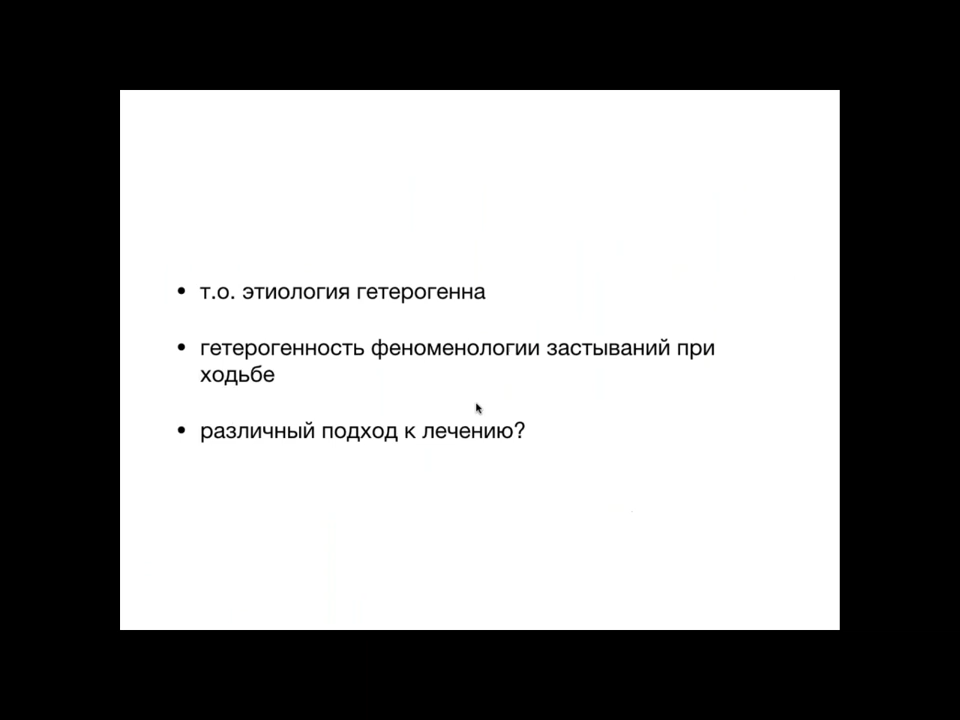 • т.о. этиология гетерогенна
• гетерогенность феноменологии застываний при
ходьбе
• различный подход к лечению?